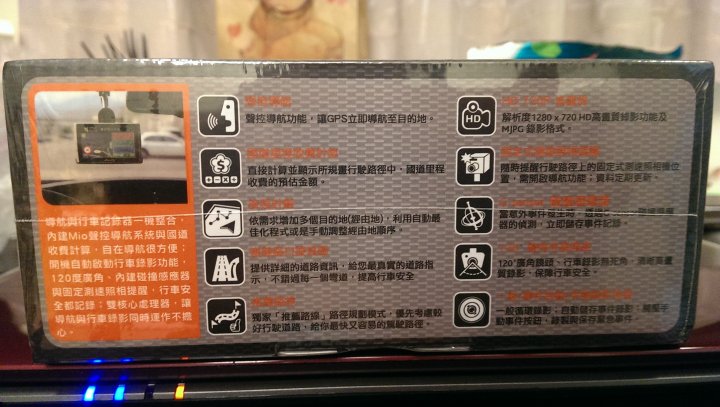 導航與行車記錄器一機整合,
內建Mio聲控導航系統與國道
收費計算,自在導航很方便;
開機自動啟動行車錄影功能,
120度廣角、內建碰撞感應器
與固定測速照相提醒,行車安
全都記錄;雙核心處理器,讓
導航與行車錄影同時運作不擔
心。
聲控導航
聲控導航功能,讓GPS立即導航至目的地。
直接計算並顯示所規畫行駛路徑中,國道里程
收費的預估金額。
依需求增加多個目的地(經由地),利用自動最
佳化程式或是手動調整經由地順序。
提供詳細的道路資訊,給您最真實的道路指
示,不錯過每一個彎道,提高行車安全
獨家「推薦路線」路徑規劃模式,優先考慮較
好行駛道路,給你最快又容易的駕駛路徑。
HD
解析度1280 x 720 HD高畫質錄影功能及
MJPG 錄影格式。
隨時提醒行駛路徑上的固定式測速照相機位
置,需開啟導航功能;資料定期更新。
當意外事件發生時,透過
器的偵測,立即儲存事件記錄。
120°廣角鏡頭、行車錄影無死角,清晰高畫
質錄影,保障行車安全。
一般循環錄影;自動儲存事件錄影;觸壓手
動事件按鈕,錄製與保存緊急事件。